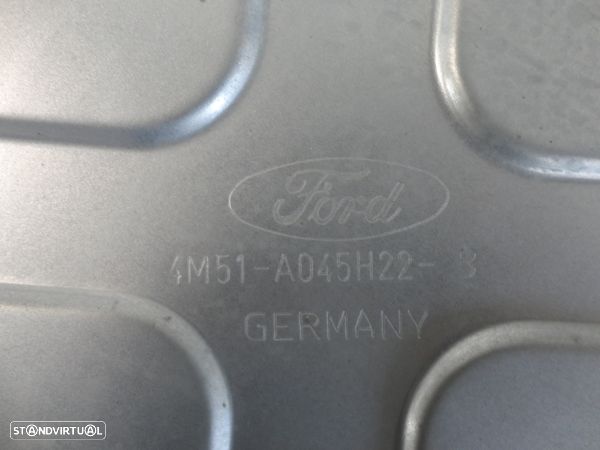 Ford
4M51-A045H22-B
GERMANY
STANDVIRTUAL